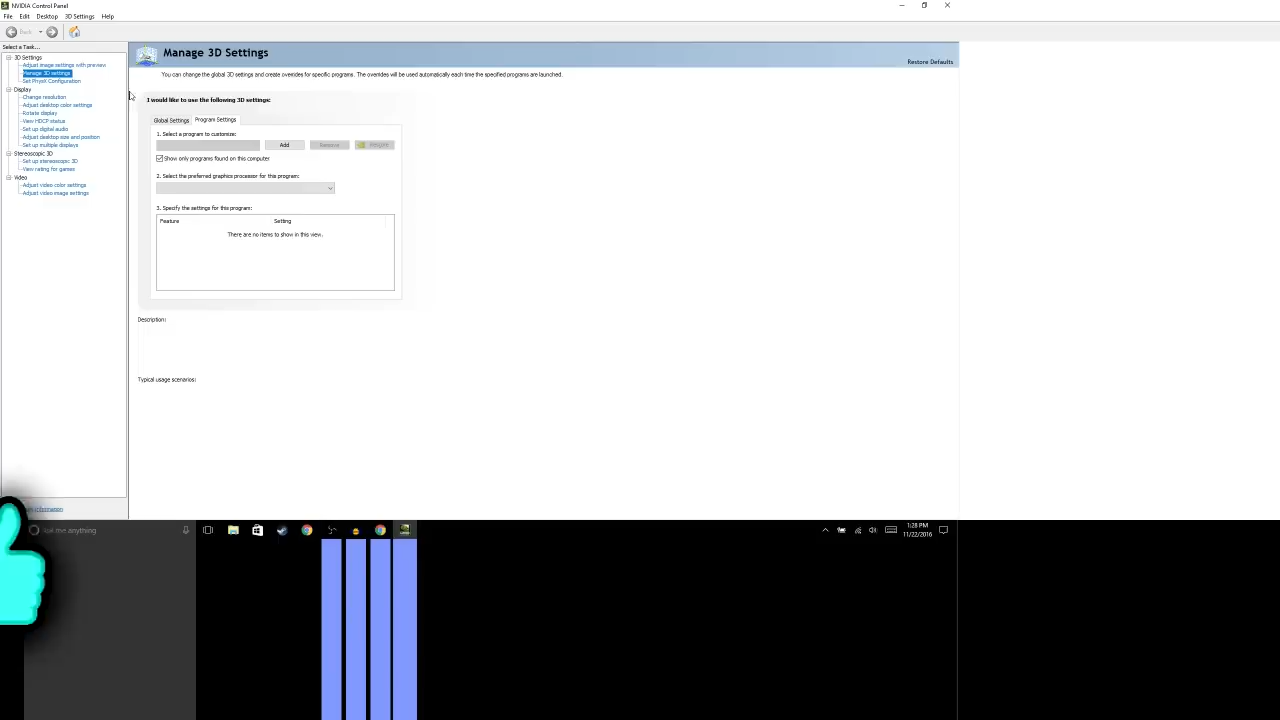 NVIDIA Control Panel
File Edit Desktop 3D Settings Help
Back
Select a Task...
3D Settings
Adjust image settings with preview
Manage 3D settings
Set PhysX Configuration
Display
Change resolution
Adjust desktop color settings
Rotate display
View HDCP status
Set up digital audio
Adjust desktop size and position
Set up multiple displays
Stereoscopic 3D
Set up stereoscopic 3D
View rating for games
Video
Adjust video color settings
Adjust video image settings
Manage 3D Settings
Restore Defaults
You can change the global 3D settings and create overrides for specific programs. The overrides will be used automatically each time the specified programs are launched.
I would like to use the following 3D settings:
Global Settings Program Settings
1. Select a program to customize:
Add Remove Restore
Show only programs found on this computer
2. Select the preferred graphics processor for this program:
3. Specify the settings for this program:
Feature Setting
There are no items to show in this view.
Description:
Typical usage scenarios:
Information
Ask me anything
1:28 PM
11/22/2016